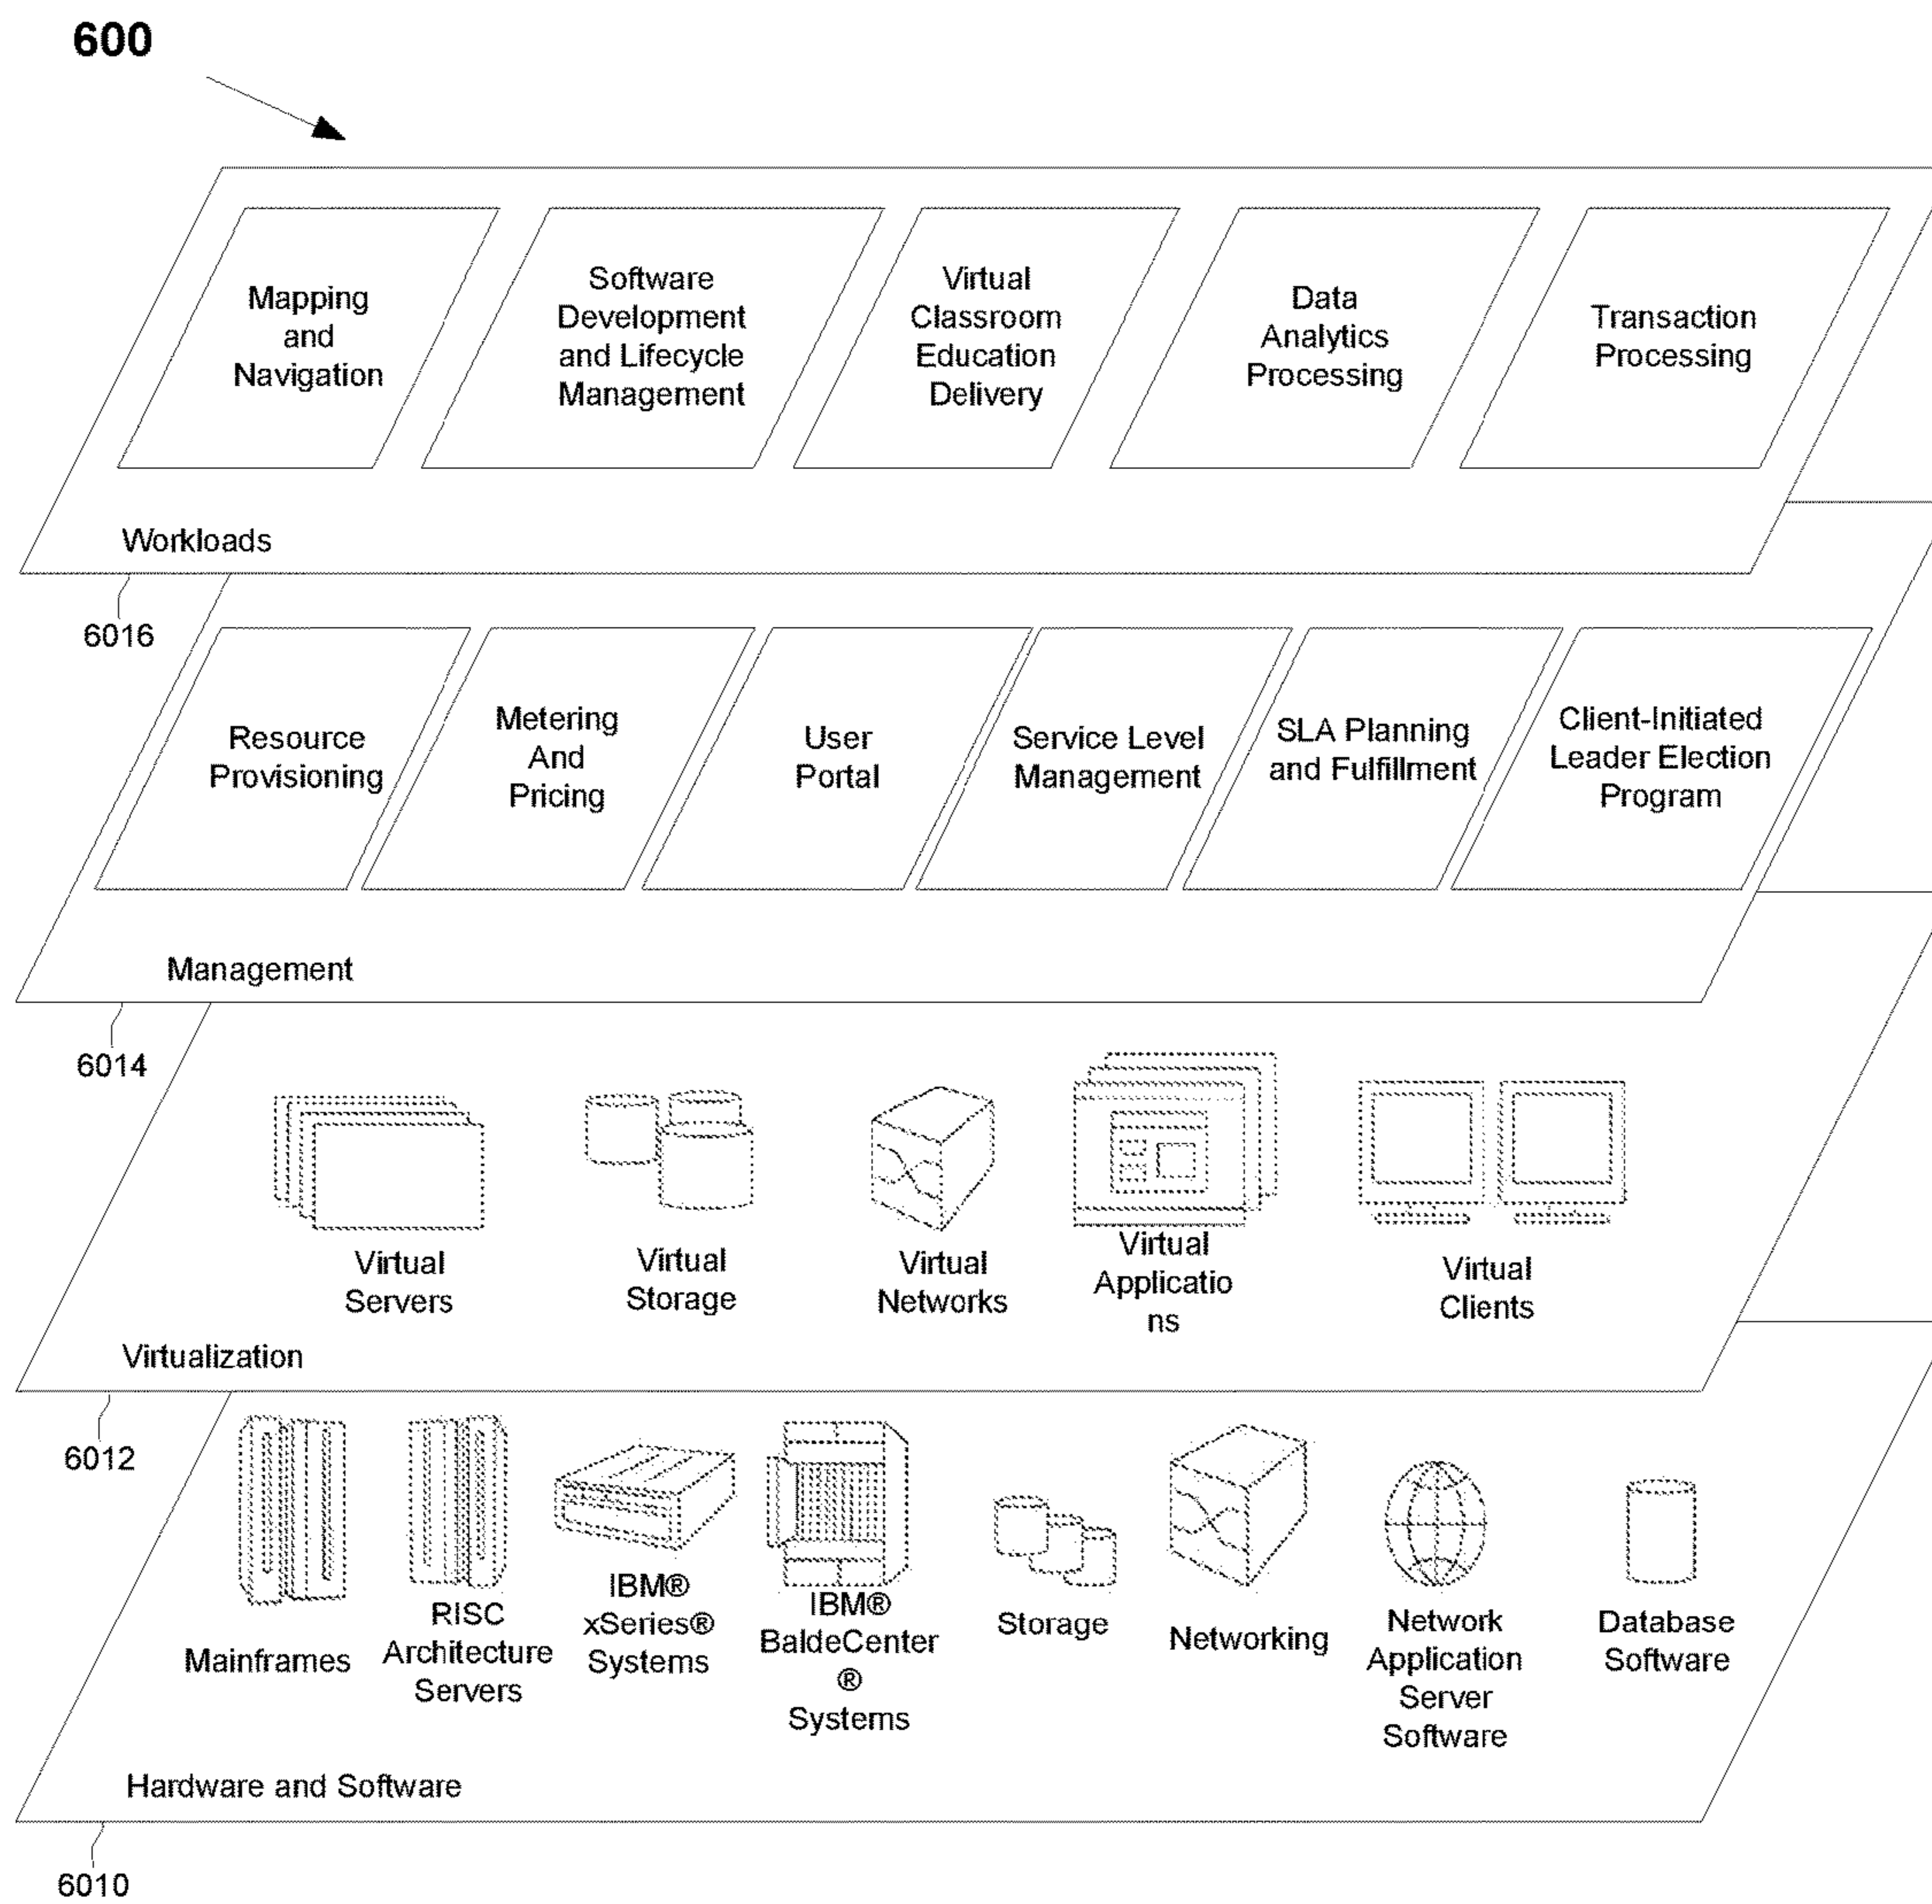 600
Mapping
and
Navigation
Software
Development
and Lifecycle
Management
Virtual
Classroom
Education
Delivery
Data
Analytics
Processing
Transaction
Processing
Workloads
6016
Resource
Provisioning
Metering
And
Pricing
User
Portal
Service Level
Management
SLA Planning
and Fulfillment
Client-Initiated
Leader Election
Program
Management
6014
Virtual
Servers
Virtual
Storage
Virtual
Networks
Virtual
Applicatio
ns
Virtual
Clients
Virtualization
6012
Mainframes
RISC
Architecture
Servers
IBM®
xSeries®
Systems
IBM®
BaldeCenter
®
Systems
Storage
Networking
Network
Application
Server
Software
Database
Software
Hardware and Software
6010